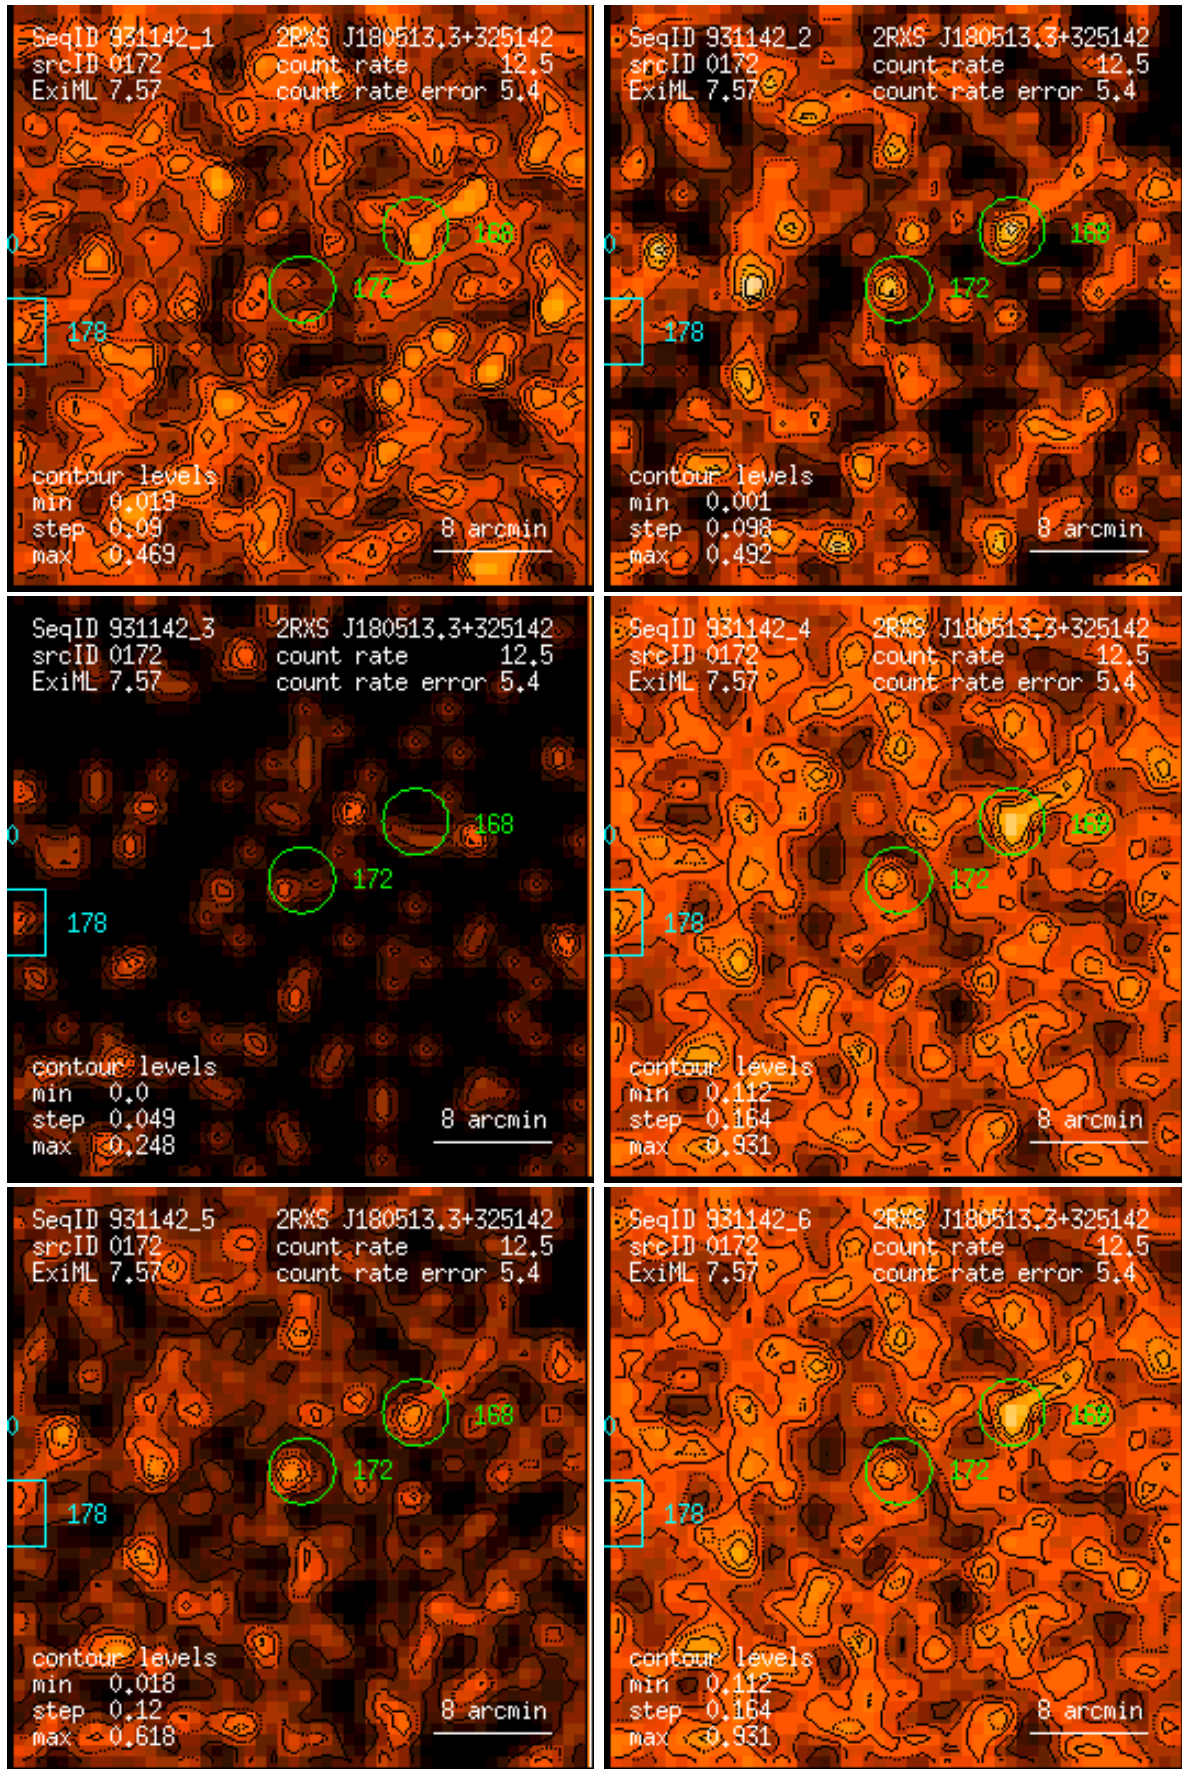 SeqID 931142_1 2RXS J180513.3+325142
srcID 0172 count rate 12.5
ExiML 7.57 count rate error 5.4
168
172
0
178
contour levels
min 0.019
step 0.09
max 0.469
8 arcmin
SeqID 931142_2 2RXS J180513.3+325142
srcID 0172 count rate 12.5
ExiML 7.57 count rate error 5.4
168
0
172
178
contour levels
min 0.001
step 0.098
max 0.492
8 arcmin
SeqID 931142_3 2RXS J180513.3+325142
srcID 0172 count rate 12.5
ExiML 7.57 count rate error 5.4
168
0
172
178
contour levels
min 0.0
step 0.049
max 0.248
8 arcmin
SeqID 931142_4 2RXS J180513.3+325142
srcID 0172 count rate 12.5
ExiML 7.57 count rate error 5.4
168
0
172
178
contour levels
min 0.112
step 0.164
max 0.931
8 arcmin
SeqID 931142_5 2RXS J180513.3+325142
srcID 0172 count rate 12.5
ExiML 7.57 count rate error 5.4
168
0
172
178
contour levels
min 0.018
step 0.12
max 0.618
8 arcmin
SeqID 931142_6 2RXS J180513.3+325142
srcID 0172 count rate 12.5
ExiML 7.57 count rate error 5.4
168
0
172
178
contour levels
min 0.112
step 0.164
max 0.931
8 arcmin